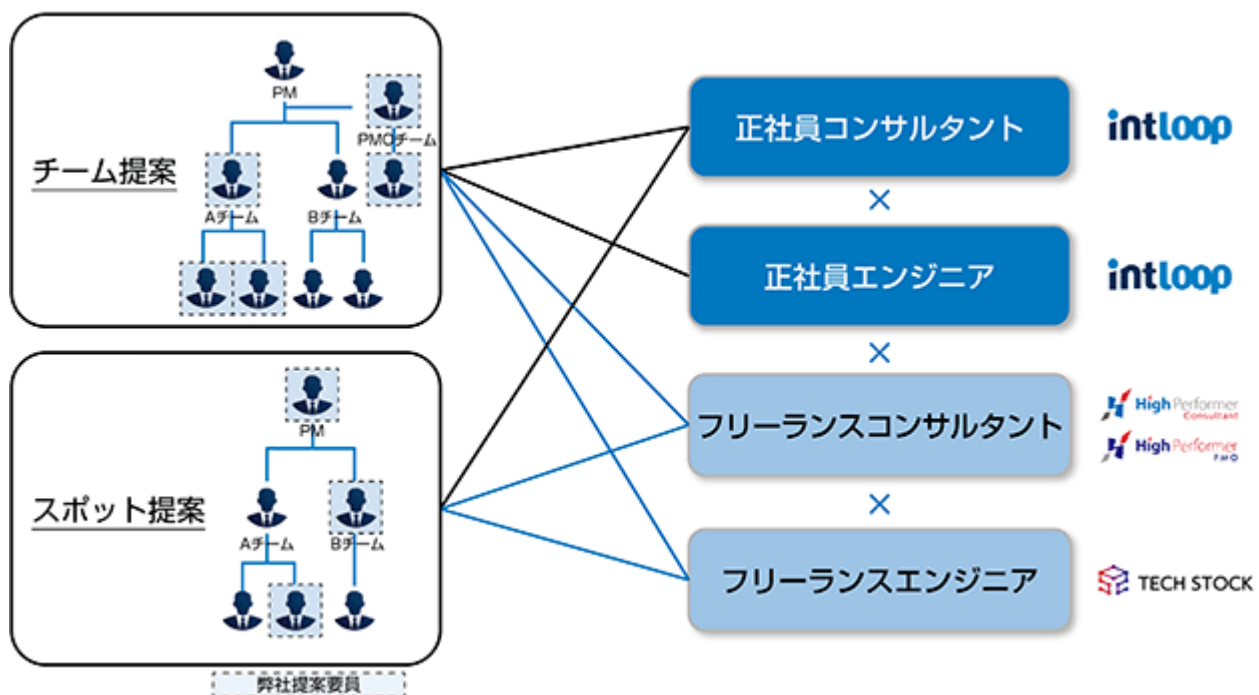 PM
PMOチーム
チーム提案
Aチーム
Bチーム
スポット提案
PM
Aチーム
Bチーム
弊社提案要員
正社員コンサルタント
intloop
×
正社員エンジニア
intloop
×
フリーランスコンサルタント
High Performer
Consultant
High Performer
PMO
×
フリーランスエンジニア
TECH STOCK